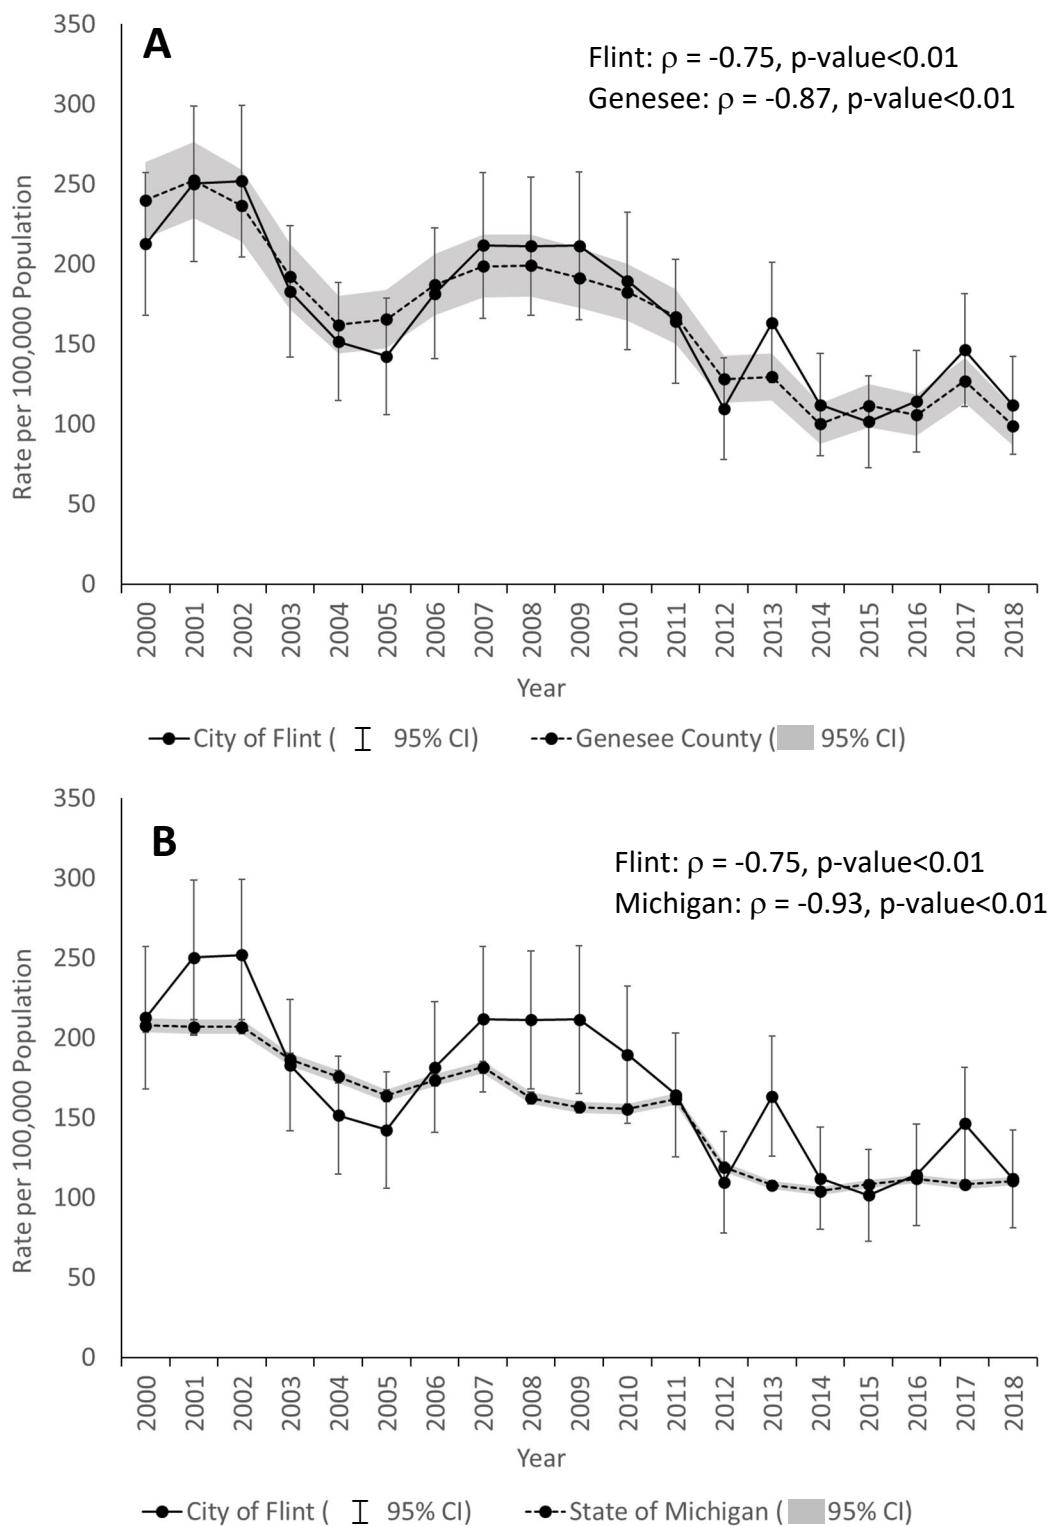 A
Flint: ρ = -0.75, p-value<0.01
Genesee: ρ = -0.87, p-value<0.01
Rate per 100,000 Population
350
300
250
200
150
100
50
0
2000 2001 2002 2003 2004 2005 2006 2007 2008 2009 2010 2011 2012 2013 2014 2015 2016 2017 2018
Year
City of Flint ( 95% CI) Genesee County ( 95% CI)
B
Flint: ρ = -0.75, p-value<0.01
Michigan: ρ = -0.93, p-value<0.01
Rate per 100,000 Population
350
300
250
200
150
100
50
0
2000 2001 2002 2003 2004 2005 2006 2007 2008 2009 2010 2011 2012 2013 2014 2015 2016 2017 2018
Year
City of Flint ( 95% CI) State of Michigan ( 95% CI)